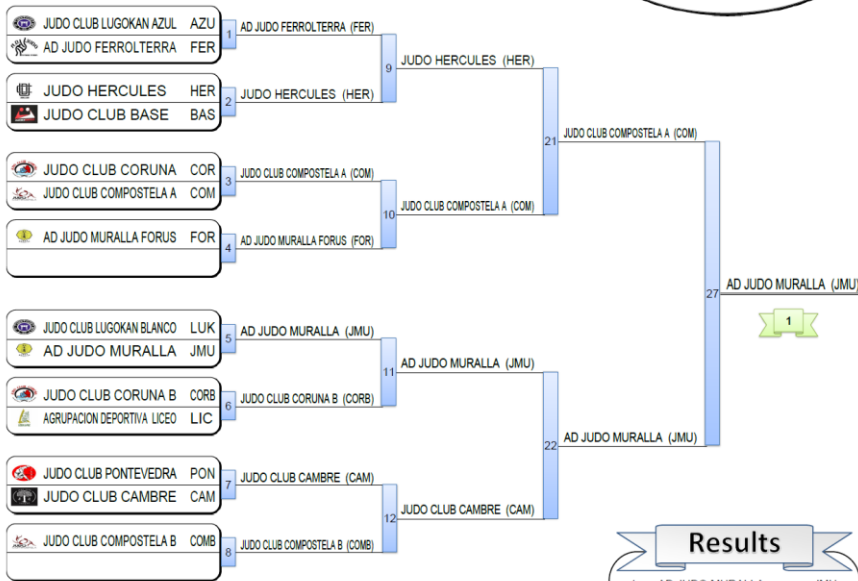 JUDO CLUB LUGOKAN AZUL AZU
AD JUDO FERROLTERRA FER
1 AD JUDO FERROLTERRA (FER)
JUDO HERCULES HER
JUDO CLUB BASE BAS
2 JUDO HERCULES (HER)
9 JUDO HERCULES (HER)
JUDO CLUB CORUNA COR
JUDO CLUB COMPOSTELA A COM
3 JUDO CLUB COMPOSTELA A (COM)
AD JUDO MURALLA FORUS FOR
4 AD JUDO MURALLA FORUS (FOR)
10 JUDO CLUB COMPOSTELA A (COM)
21 JUDO CLUB COMPOSTELA A (COM)
JUDO CLUB LUGOKAN BLANCO LUK
AD JUDO MURALLA JMU
5 AD JUDO MURALLA (JMU)
JUDO CLUB CORUNA B CORB
AGRUPACION DEPORTIVA LICEO LIC
6 JUDO CLUB CORUNA B (CORB)
11 AD JUDO MURALLA (JMU)
JUDO CLUB PONTEVEDRA PON
JUDO CLUB CAMBRE CAM
7 JUDO CLUB CAMBRE (CAM)
JUDO CLUB COMPOSTELA B COMB
8 JUDO CLUB COMPOSTELA B (COMB)
12 JUDO CLUB CAMBRE (CAM)
22 AD JUDO MURALLA (JMU)
27 AD JUDO MURALLA (JMU)
1
Results